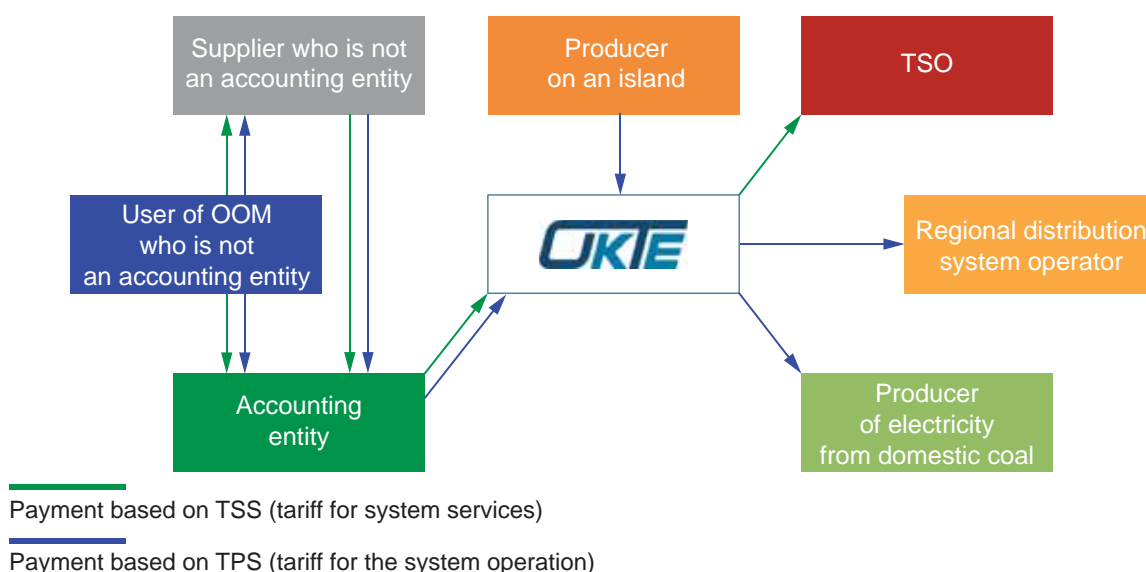 Supplier who is not
an accounting entity
Producer
on an island
TSO
User of OOM
who is not
an accounting entity
OKTE
Regional distribution
system operator
Accounting
entity
Producer
of electricity
from domestic coal
Payment based on TSS (tariff for system services)
Payment based on TPS (tariff for the system operation)